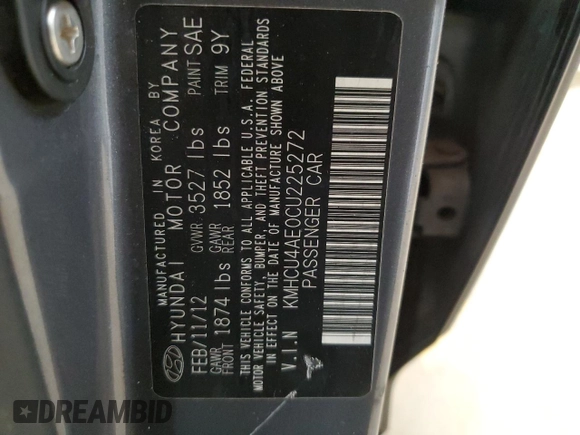 MANUFACTURED IN KOREA BY
HYUNDAI MOTOR COMPANY
FEB/11/12 GVWR 3527 lbs PAINT SAE
GAWR FRONT 1874 lbs GAWR REAR 1852 lbs TRIM 9Y
THIS VEHICLE CONFORMS TO ALL APPLICABLE U.S.A. FEDERAL
MOTOR VEHICLE SAFETY, BUMPER, AND THEFT PREVENTION STANDARDS
IN EFFECT ON THE DATE OF MANUFACTURE SHOWN ABOVE
V.I.N KMHCU4AE0CU225272
PASSENGER CAR
DREAMBID